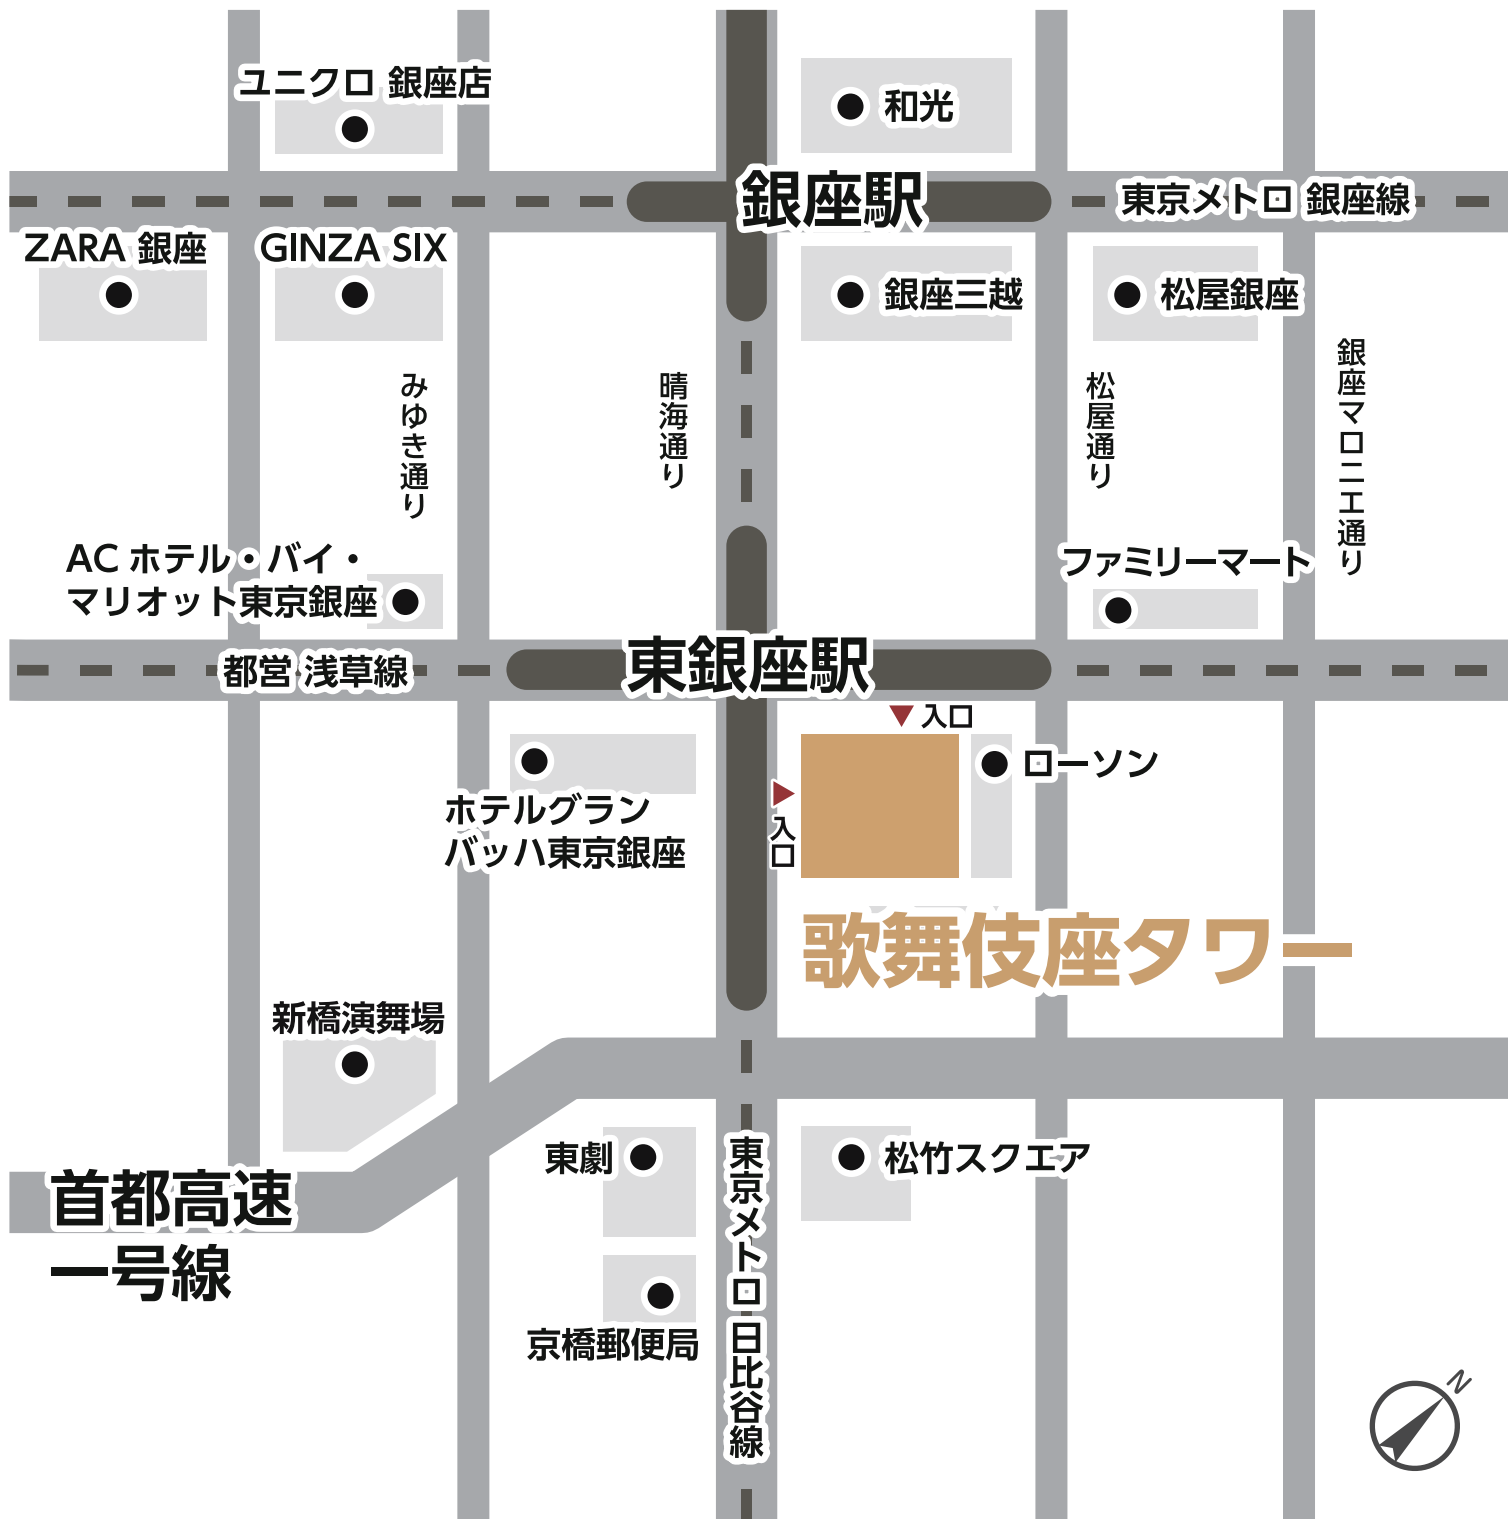 ユニクロ 銀座店
和光
銀座駅
東京メトロ 銀座線
ZARA 銀座
GINZA SIX
銀座三越
松屋銀座
みゆき通り
晴海通り
松屋通り
銀座マロニエ通り
AC ホテル・バイ・
マリオット東京銀座
ファミリーマート
都営 浅草線
東銀座駅
入口
ローソン
入口
ホテルグラン
バッハ東京銀座
歌舞伎座タワー
新橋演舞場
首都高速
一号線
東劇
東京メトロ 日比谷線
松竹スクエア
京橋郵便局
N